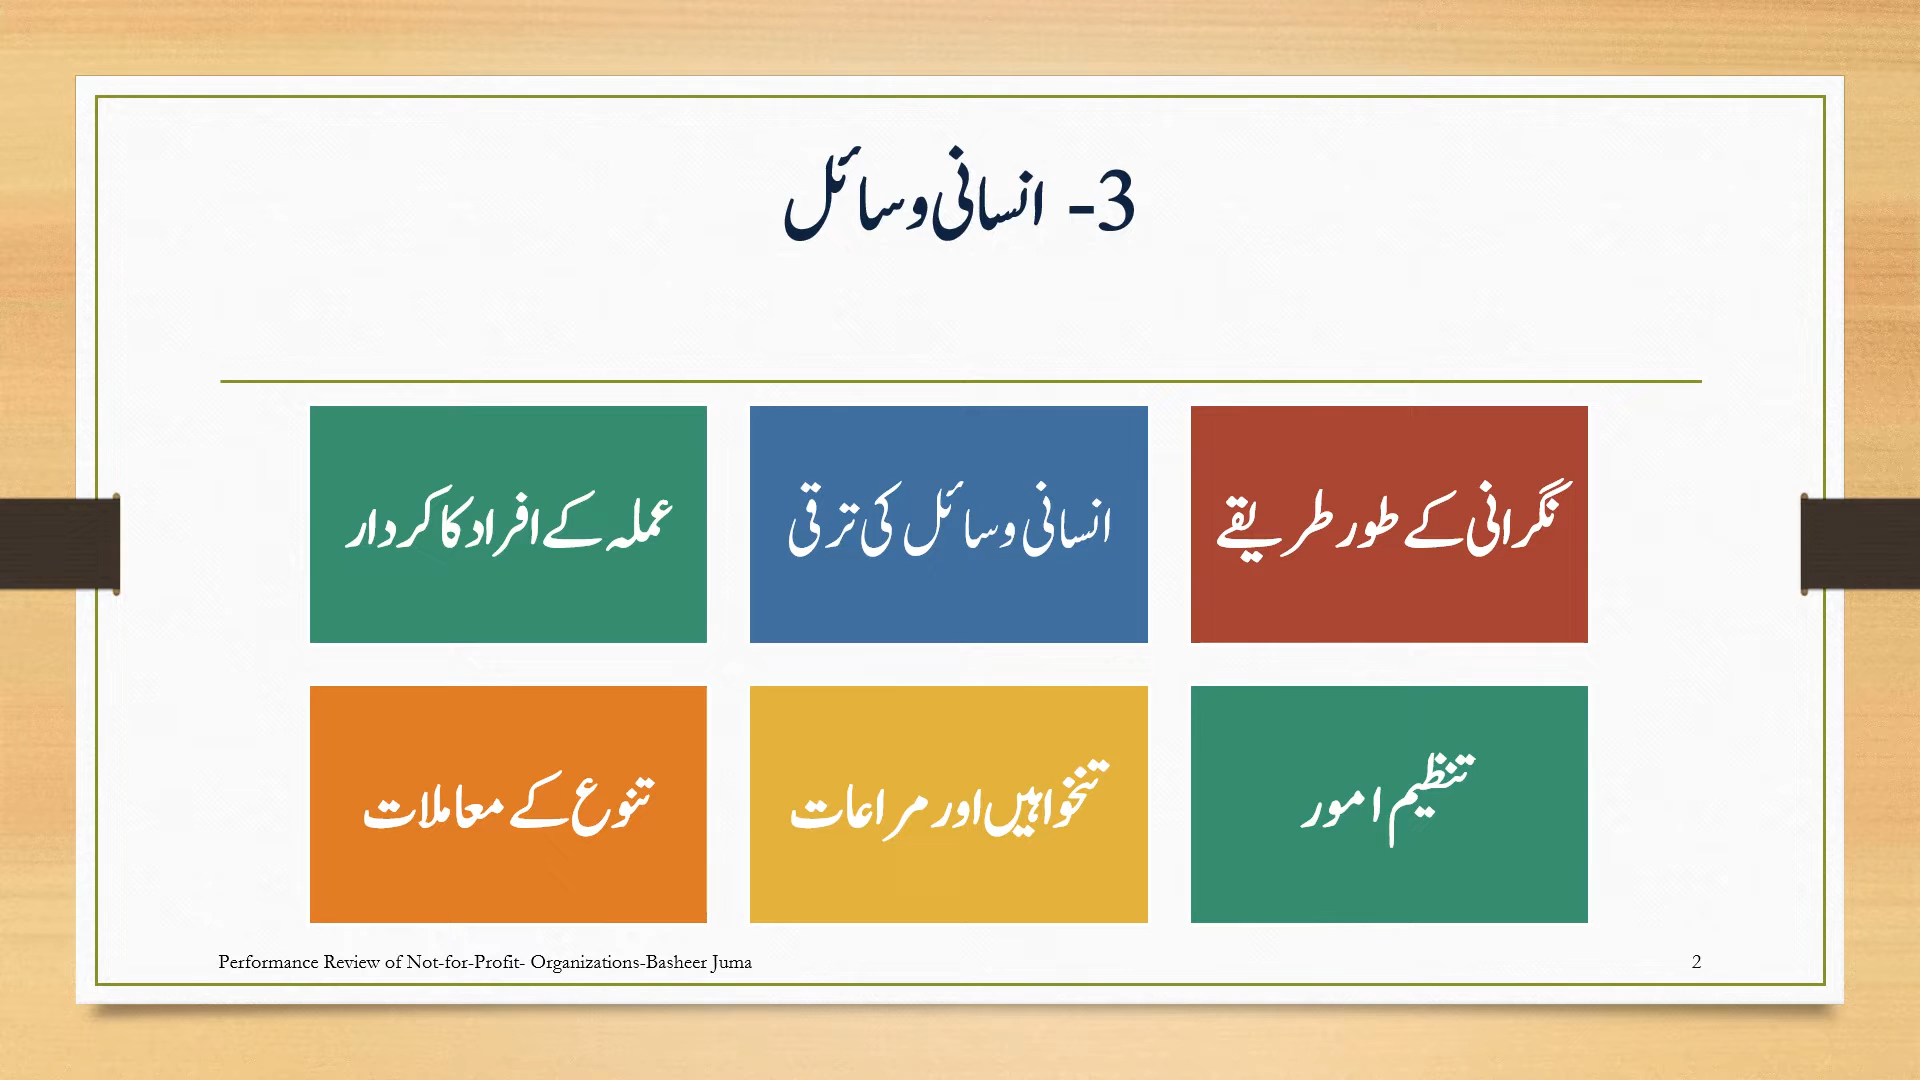 3- انسانی وسائل
نگرانی کے طور طریقے
انسانی وسائل کی ترقی
عملہ کے افراد کا کردار
تنظیم امور
تنخواہیں اور مراعات
تنوع کے معاملات
Performance Review of Not-for-Profit- Organizations-Basheer Juma
2